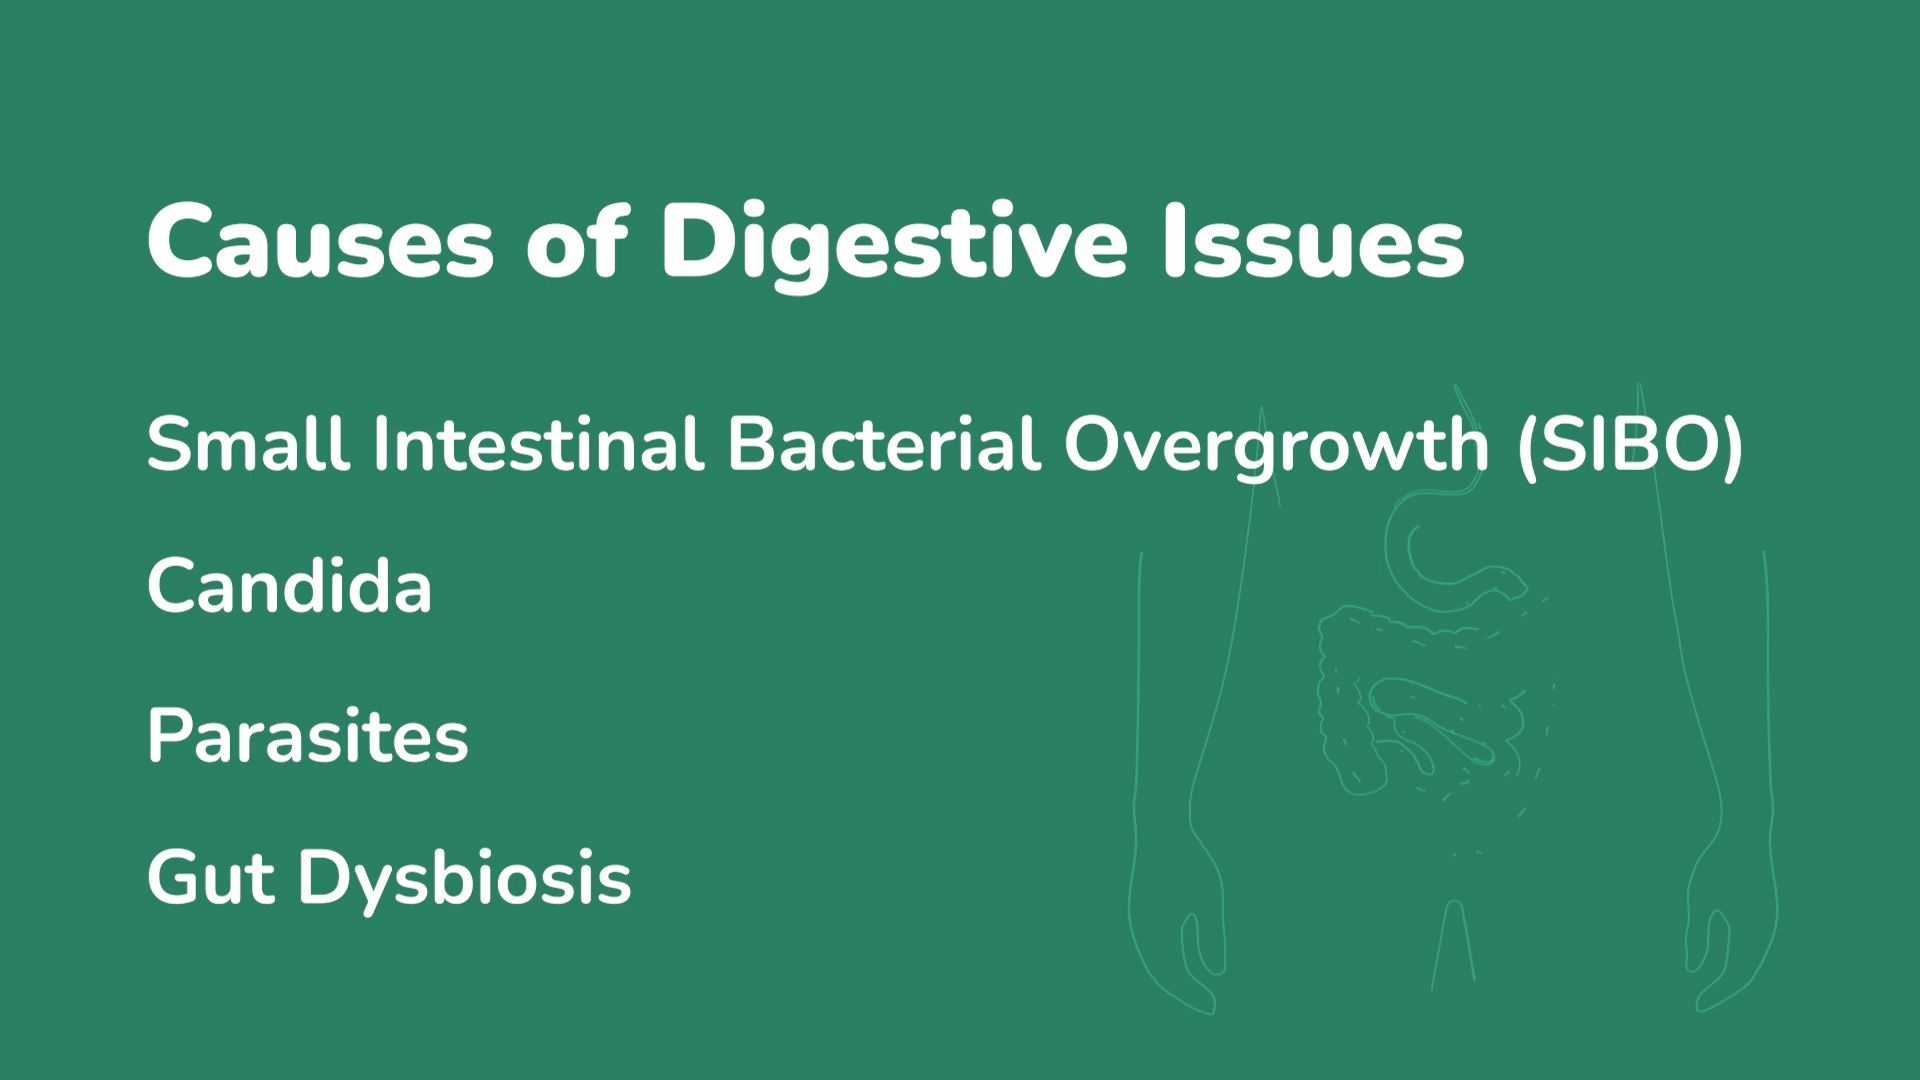 Causes of Digestive Issues
Small Intestinal Bacterial Overgrowth (SIBO)
Candida
Parasites
Gut Dysbiosis